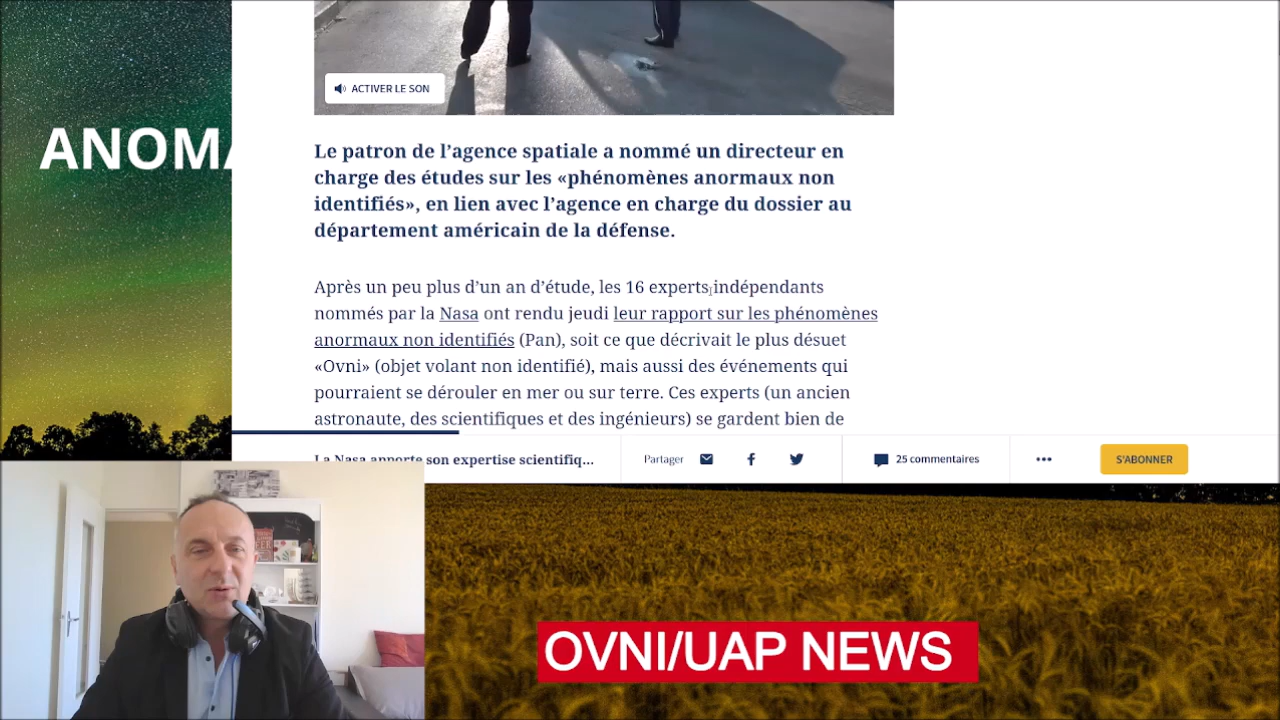 ANOMA
ACTIVER LE SON
Le patron de l’agence spatiale a nommé un directeur en
charge des études sur les «phénomènes anormaux non
identifiés», en lien avec l’agence en charge du dossier au
département américain de la défense.
Après un peu plus d’un an d’étude, les 16 experts indépendants
nommés par la Nasa ont rendu jeudi leur rapport sur les phénomènes
anormaux non identifiés (Pan), soit ce que décrivait le plus désuet
«Ovni» (objet volant non identifié), mais aussi des événements qui
pourraient se dérouler en mer ou sur terre. Ces experts (un ancien
astronaute, des scientifiques et des ingénieurs) se gardent bien de
La Nasa apporte son expertise scientifiq...
Partager
25 commentaires
S’ABONNER
OVNI/UAP NEWS